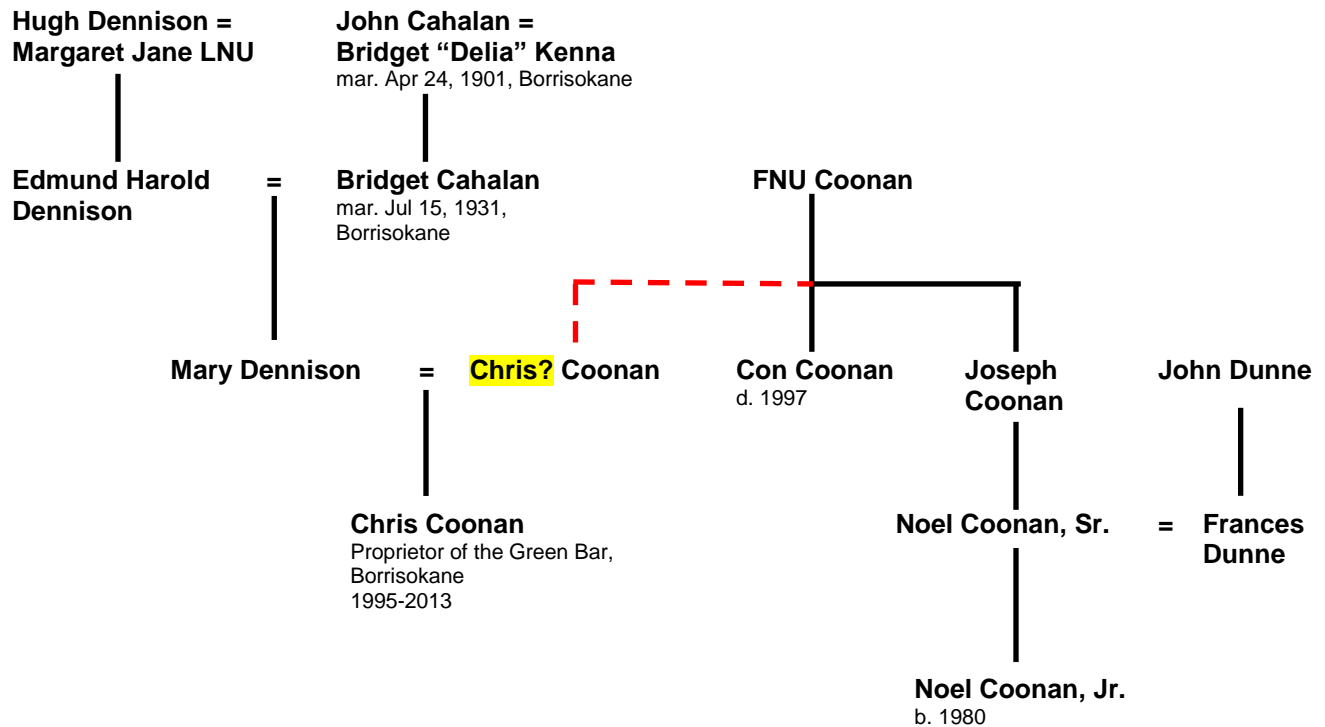 Hugh Dennison =
Margaret Jane LNU
John Cahalan =
Bridget “Delia” Kenna
mar. Apr 24, 1901, Borrisokane
Edmund Harold
Dennison
=
Bridget Cahalan
mar. Jul 15, 1931,
Borrisokane
FNU Coonan
Mary Dennison
=
Chris? Coonan
Con Coonan
d. 1997
Joseph
Coonan
John Dunne
Chris Coonan
Proprietor of the Green Bar,
Borrisokane
1995-2013
Noel Coonan, Sr.
=
Frances
Dunne
Noel Coonan, Jr.
b. 1980